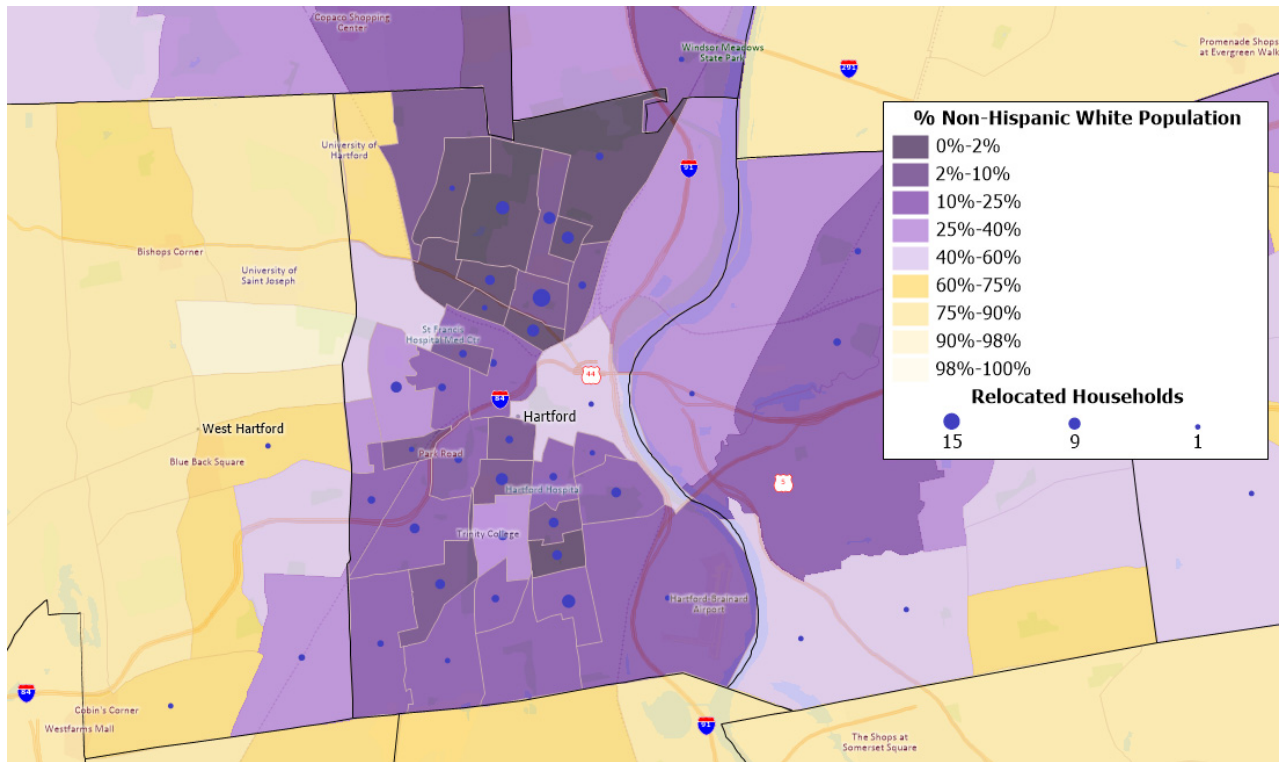 Copaco Shopping
Center
Windsor Meadows
State Park
291
Promenade Shops
at Evergreen Walk
University of
Hartford
91
% Non-Hispanic White Population
0%-2%
2%-10%
10%-25%
25%-40%
40%-60%
60%-75%
75%-90%
90%-98%
98%-100%
Relocated Households
15
9
1
Bishops Corner
University of
Saint Joseph
St Francis
Hospital Med Ctr
44
84
Hartford
West Hartford
Blue Back Square
Park Road
Hartford Hospital
5
Trinity College
Hartford-Brainard
Airport
84
Cobin's Corner
Westfarms Mall
91
The Shops at
Somerset Square